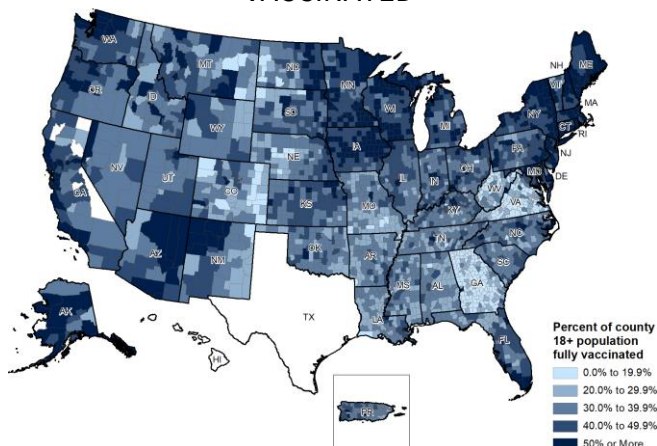 VACCINATED
WA
MT
ND
MN
NH
ME
VT
OR
ID
SD
WI
MI
NY
MA
WY
CT
RI
IA
PA
NJ
NE
NV
UT
CO
IL
IN
OH
MD
DE
CA
KS
MO
WV
VA
KY
AZ
NM
OK
AR
TN
NC
SC
MS
AL
GA
AK
TX
LA
FL
HI
PR
Percent of county
18+ population
fully vaccinated
0.0% to 19.9%
20.0% to 29.9%
30.0% to 39.9%
40.0% to 49.9%
50% or More